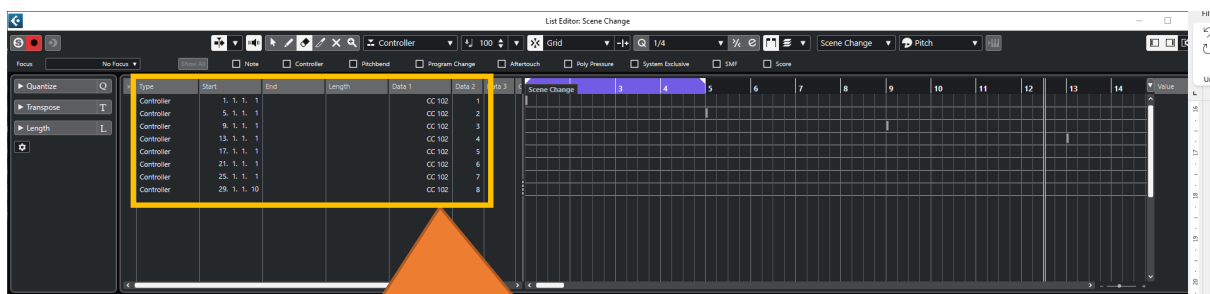 List Editor: Scene Change
Fil
Controller 100 Grid Q 1/4 Scene Change Pitch
Focus No Focus Show All Note Controller Pitchbend Program Change Aftertouch Poly Pressure System Exclusive SMF Score
Quantize Q
Transpose T
Length L
Type Start End Length Data 1 Data 2 Data 3 C
Scene Change 3 4 5 6 7 8 9 10 11 12 13 14 Value
Controller 1. 1. 1. 1 CC 102 1
Controller 5. 1. 1. 1 CC 102 2
Controller 9. 1. 1. 1 CC 102 3
Controller 13. 1. 1. 1 CC 102 4
Controller 17. 1. 1. 1 CC 102 5
Controller 21. 1. 1. 1 CC 102 6
Controller 25. 1. 1. 1 CC 102 7
Controller 29. 1. 1. 10 CC 102 8
16
17
18
19
20